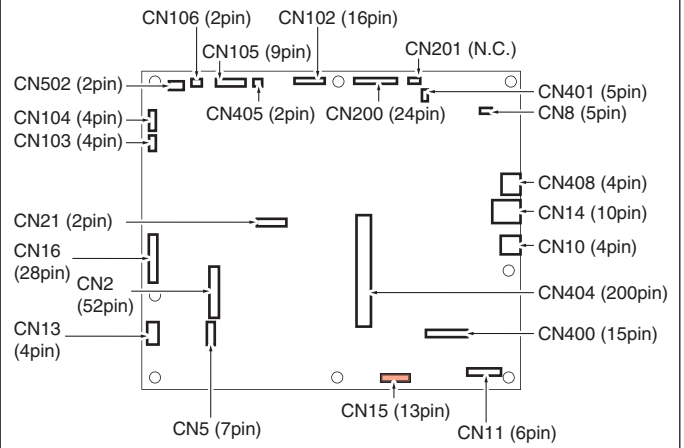 CN106 (2pin)
CN102 (16pin)
CN105 (9pin)
CN201 (N.C.)
CN502 (2pin)
CN401 (5pin)
CN104 (4pin)
CN405 (2pin)
CN200 (24pin)
CN8 (5pin)
CN103 (4pin)
CN408 (4pin)
CN14 (10pin)
CN21 (2pin)
CN10 (4pin)
CN16
(28pin)
CN2
(52pin)
CN404 (200pin)
CN13
(4pin)
CN400 (15pin)
CN15 (13pin)
CN5 (7pin)
CN11 (6pin)